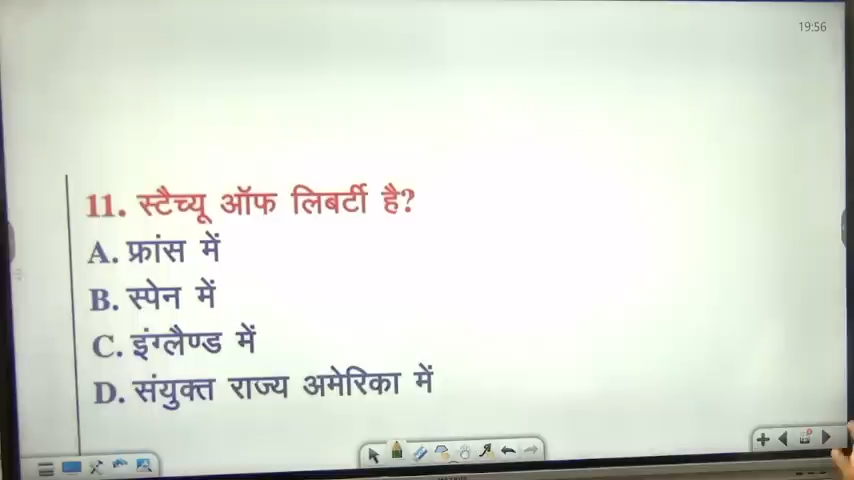 19:56
11. स्टैच्यू ऑफ लिबर्टी है?
A. फ्रांस में
B. स्पेन में
C. इंग्लैण्ड में
D. संयुक्त राज्य अमेरिका में